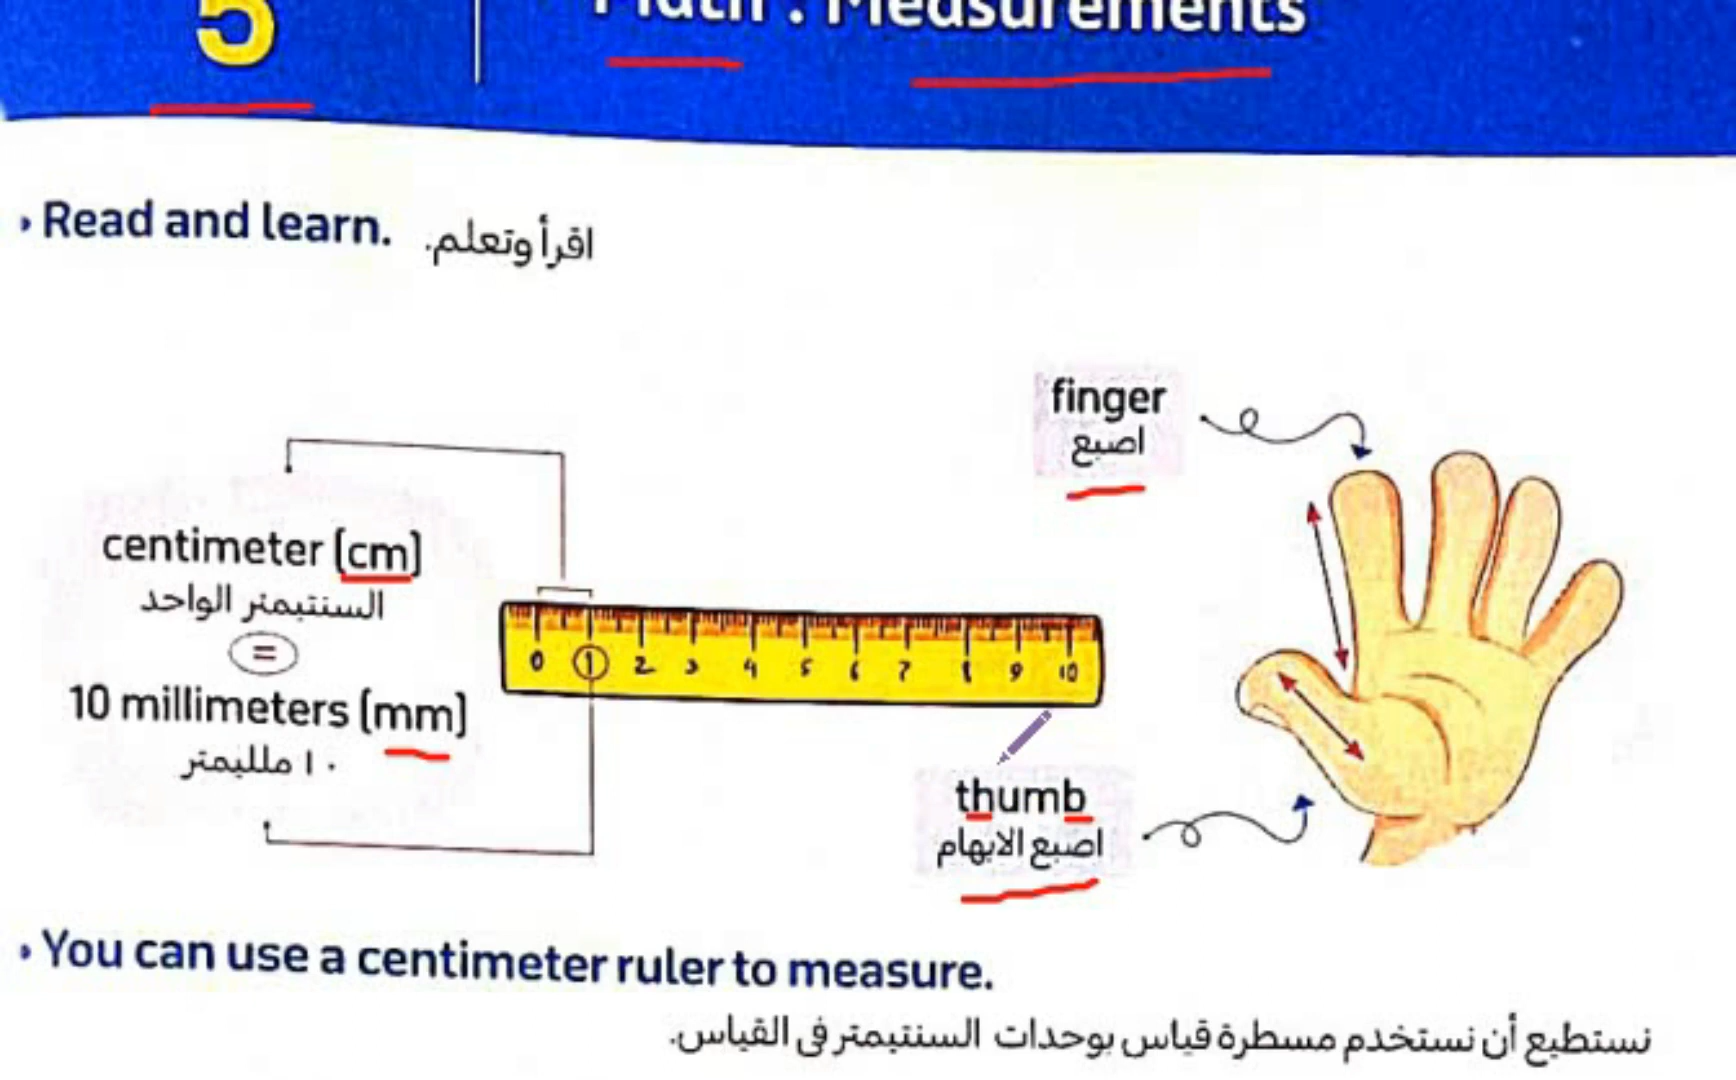 5
Math : Measurements
Read and learn. اقرأ وتعلم.
finger
اصبع
centimeter (cm)
السنتيمتر الواحد
=
10 millimeters (mm)
١٠ ملليمتر
0 1 2 3 4 5 6 7 8 9 10
thumb
اصبع الابهام
You can use a centimeter ruler to measure.
نستطيع أن نستخدم مسطرة قياس بوحدات السنتيمتر فى القياس.